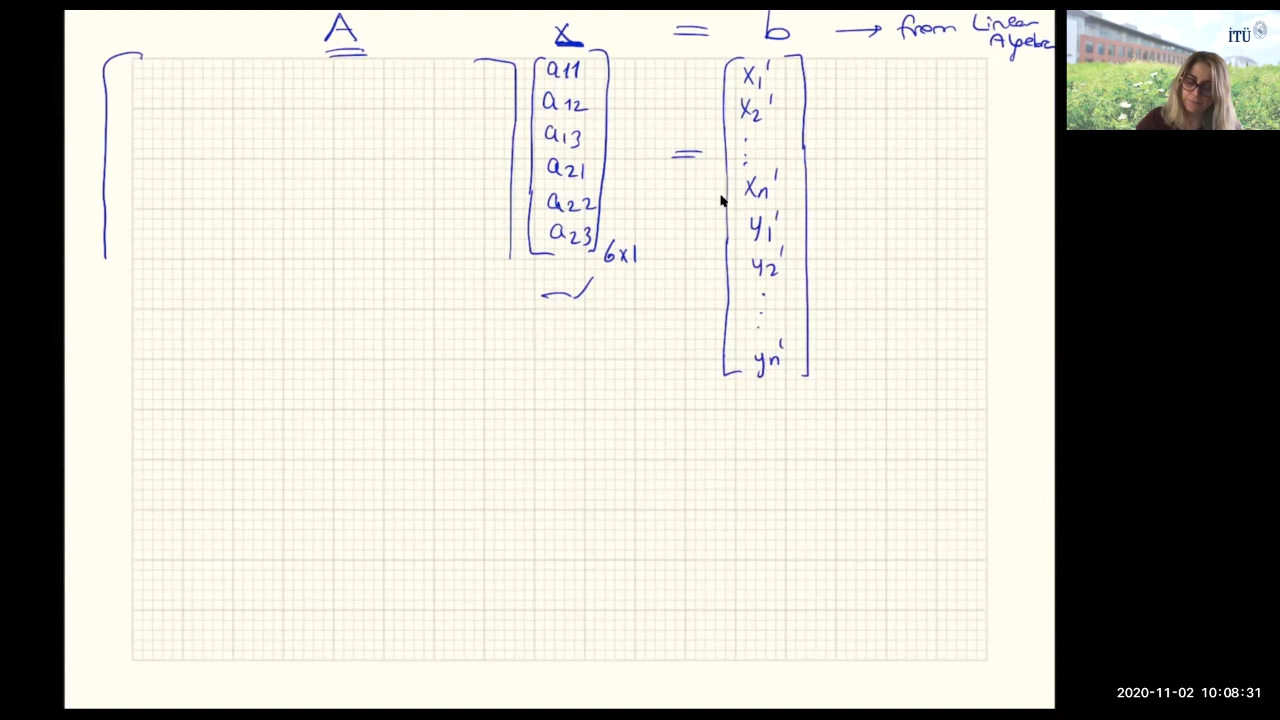 A x = b → from Linear Algebra
a11
a12
a13
a21
a22
a23
6x1
=
x1'
x2'
⋮
xn'
y1'
y2'
⋮
yn'
İTÜ
2020-11-02 10:08:31